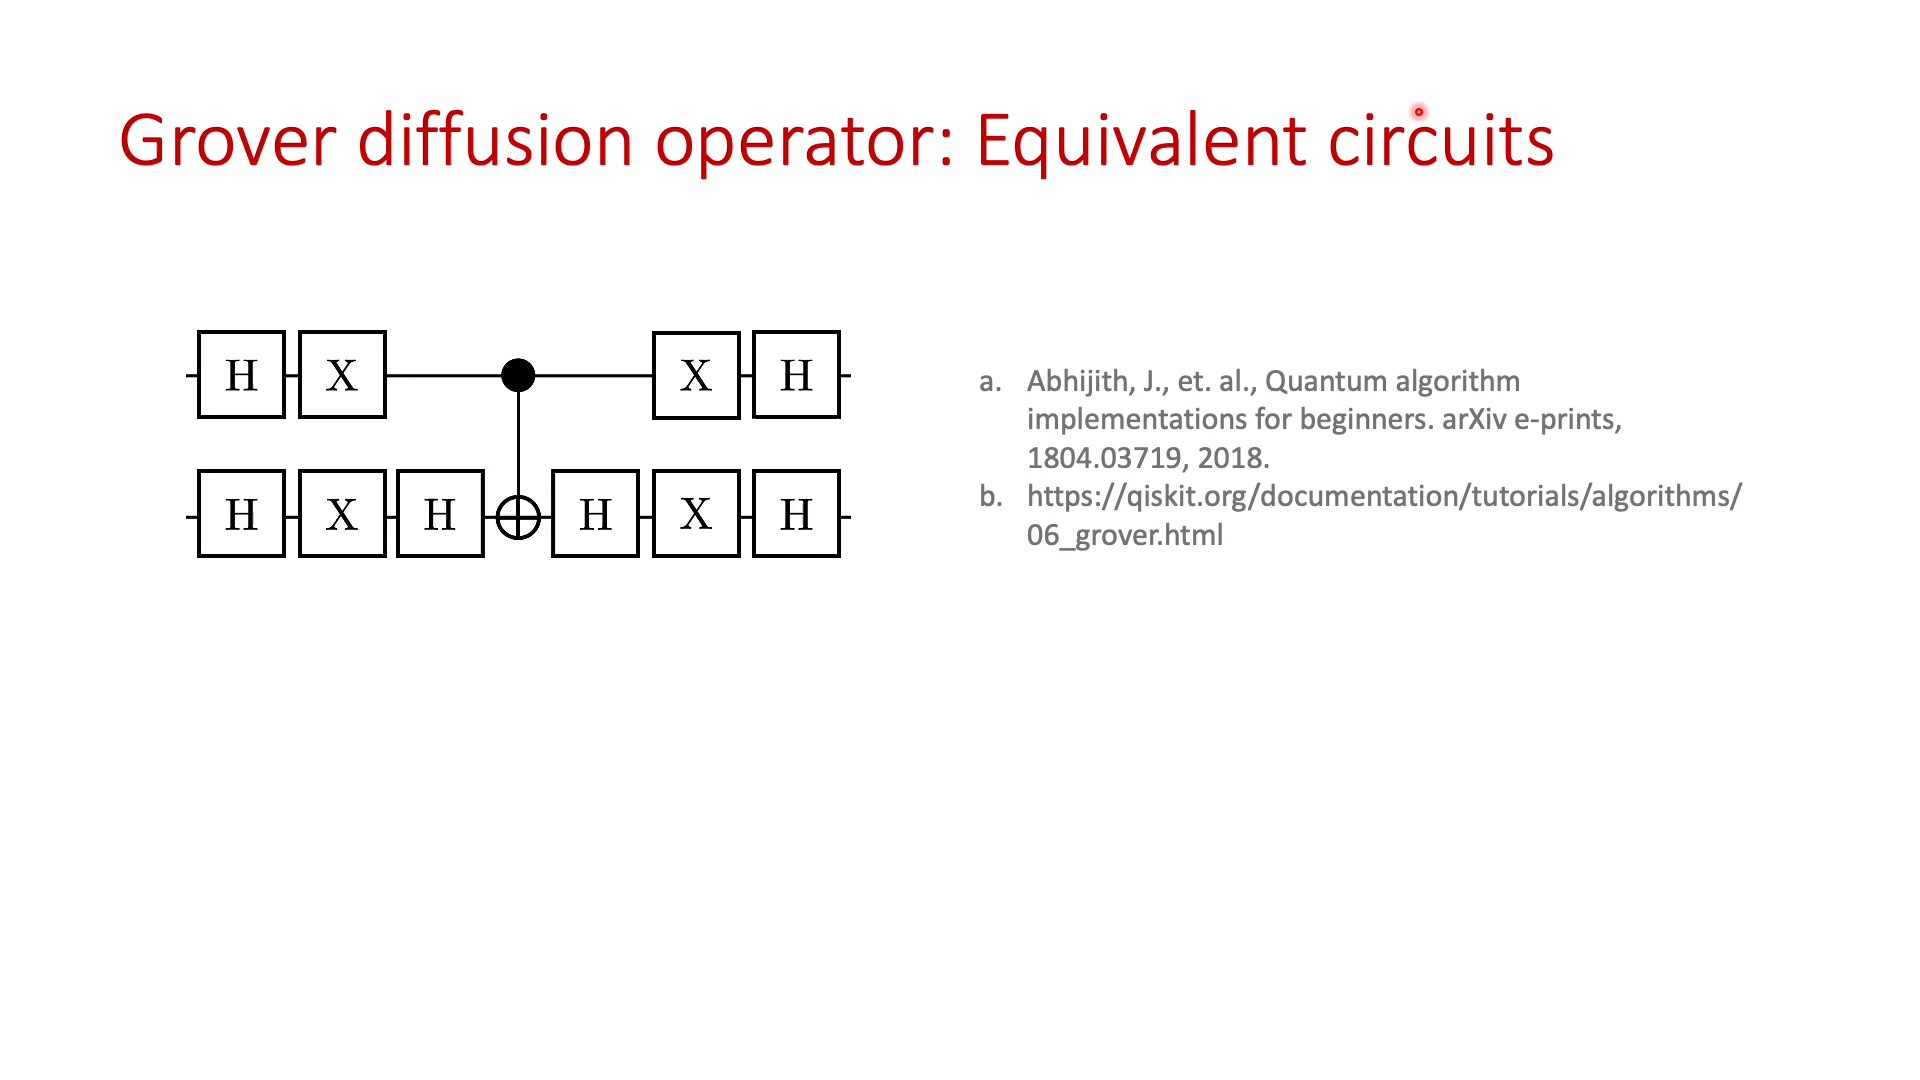 Grover diffusion operator: Equivalent circuits
H X X H
H X H H X H
a. Abhijith, J., et. al., Quantum algorithm
implementations for beginners. arXiv e-prints,
1804.03719, 2018.
b. https://qiskit.org/documentation/tutorials/algorithms/
06_grover.html